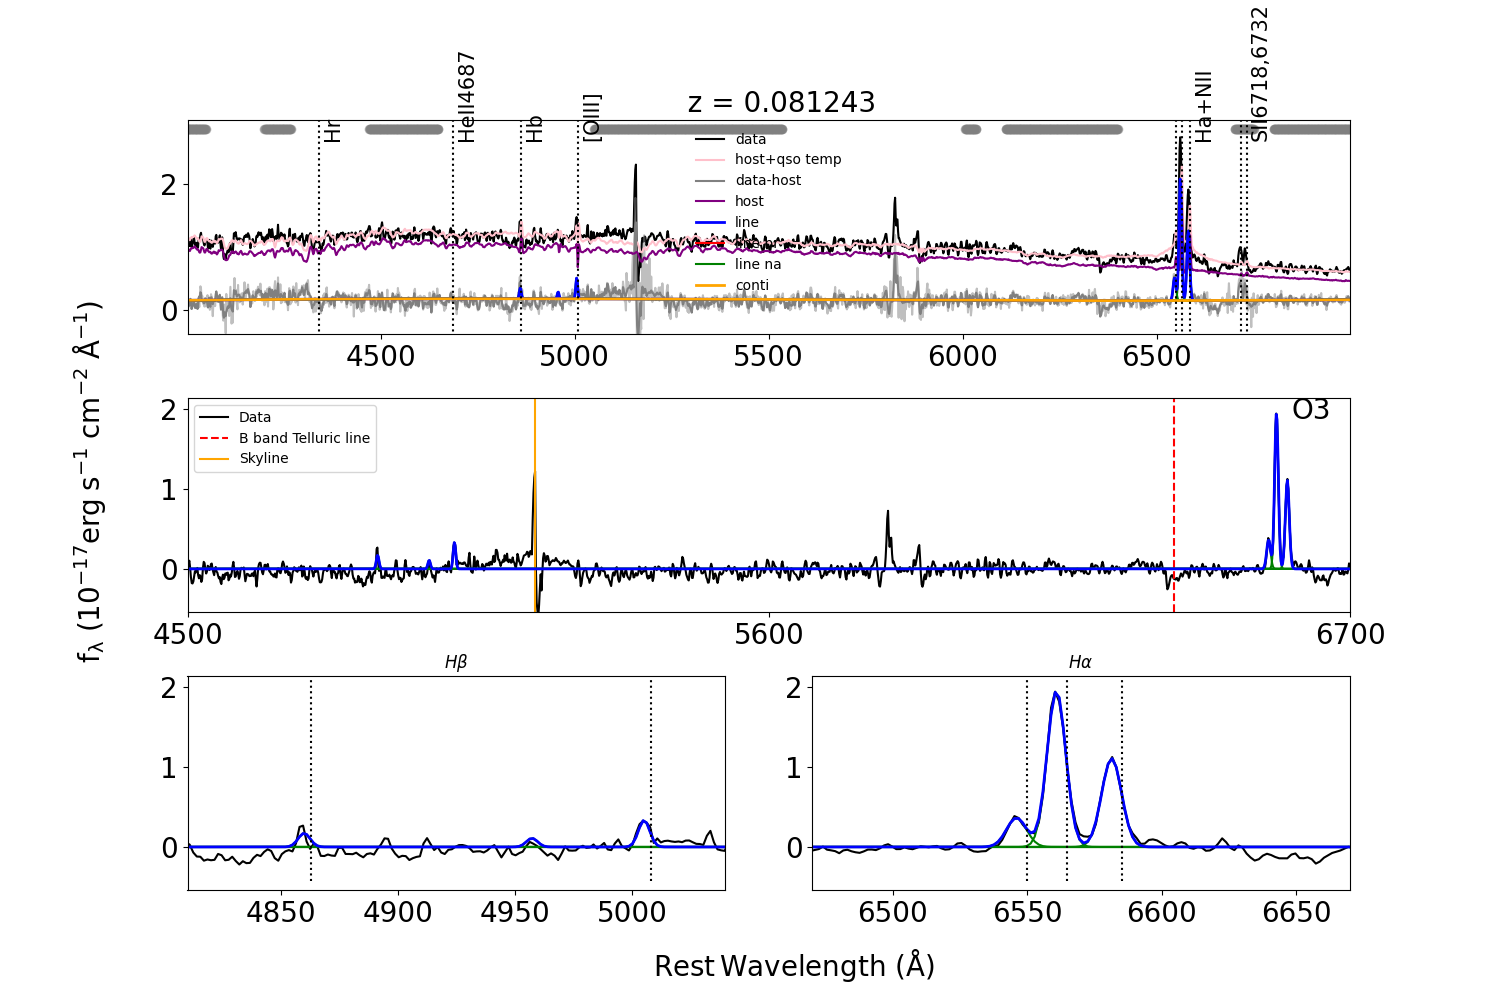 z = 0.081243
Hr
HeII4687
Hb
[OIII]
Ha+NII
SII6718,6732
data
host+qso temp
data-host
host
line
line na
conti
2
0
4500 5000 5500 6000 6500
Data
B band Telluric line
Skyline
O3
2
1
0
4500 5600 6700
fλ (10⁻¹⁷erg s⁻¹ cm⁻² Å⁻¹)
Hβ
2
1
0
4850 4900 4950 5000
Hα
2
1
0
6500 6550 6600 6650
Rest Wavelength (Å)